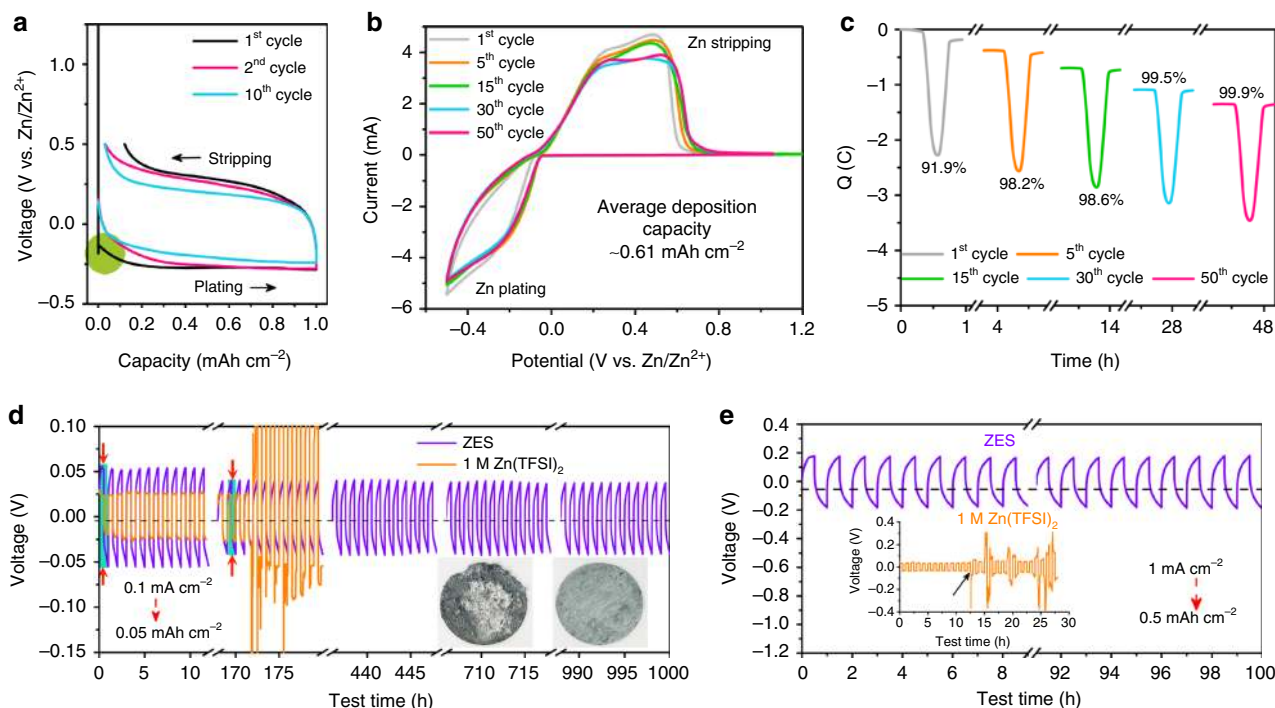 a
1st cycle
2nd cycle
10th cycle
Stripping
Plating
1.0
0.5
0.0
−0.5
0.0 0.2 0.4 0.6 0.8 1.0
Voltage (V vs. Zn/Zn2+)
Capacity (mAh cm−2)
b
1st cycle
5th cycle
15th cycle
30th cycle
50th cycle
Zn stripping
Average deposition
capacity
~0.61 mAh cm−2
Zn plating
4
2
0
−2
−4
−6
−0.4 0.0 0.4 0.8 1.2
Current (mA)
Potential (V vs. Zn/Zn2+)
c
0
−1
−2
−3
−4
−5
91.9%
98.2%
98.6%
99.5%
99.9%
1st cycle 5th cycle
15th cycle 30th cycle 50th cycle
0 1 4 14 28 48
Q (C)
Time (h)
d
ZES
1 M Zn(TFSI)2
0.10
0.05
0.00
−0.05
−0.10
−0.15
0.1 mA cm−2
0.05 mAh cm−2
0 5 10 170 175 440 445 710 715 990 995 1000
Voltage (V)
Test time (h)
e
ZES
0.4
0.2
0.0
−0.2
−0.4
−0.6
−0.8
−1.0
−1.2
1 M Zn(TFSI)2
0.4
0.2
0.0
−0.2
−0.4
0 5 10 15 20 25 30
Voltage (V)
Test time (h)
1 mA cm−2
0.5 mAh cm−2
0 2 4 6 8 92 94 96 98 100
Voltage (V)
Test time (h)